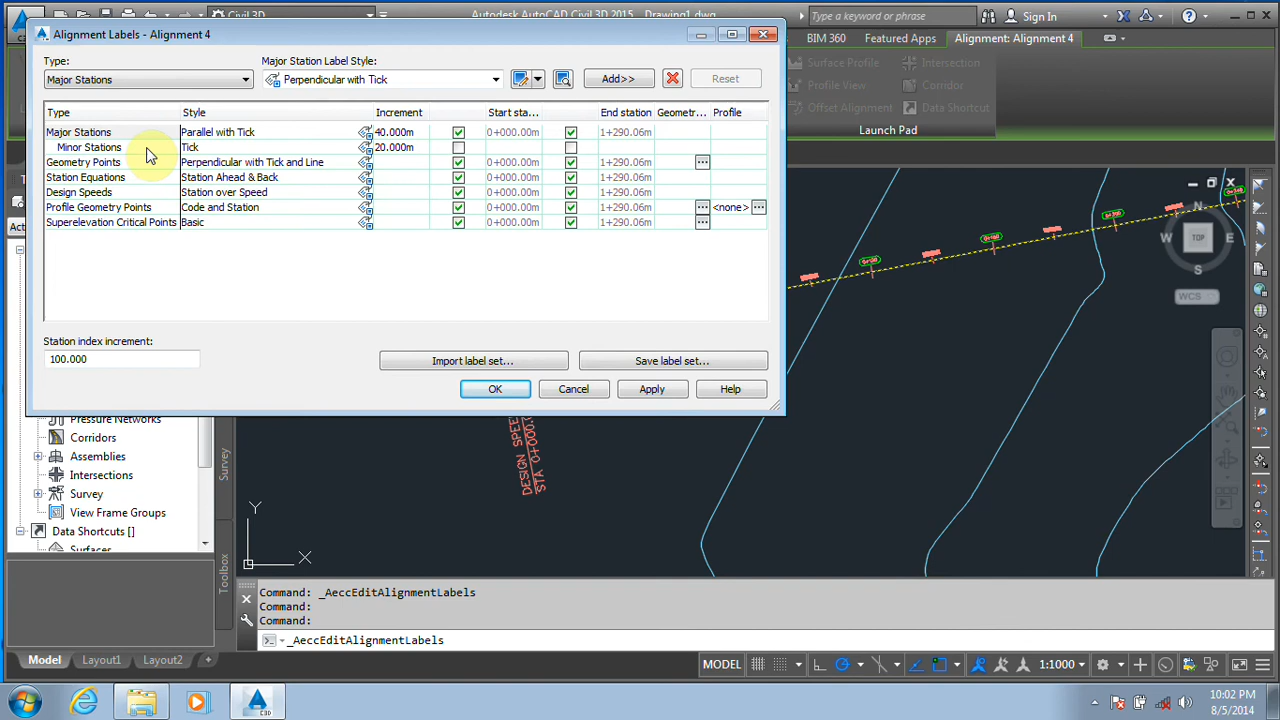 Civil 3D
Autodesk AutoCAD Civil 3D 2015 Drawing1.dwg
Type a keyword or phrase
Sign In
Alignment Labels - Alignment 4
BIM 360
Featured Apps
Alignment: Alignment 4
Type:
Major Station Label Style:
Major Stations
Perpendicular with Tick
Add>>
Reset
Surface Profile
Intersection
Profile View
Corridor
Offset Alignment
Data Shortcut
Launch Pad
Type Style Increment Start sta... End station Geometr... Profile
Major Stations Parallel with Tick 40.000m 0+000.00m 1+290.06m
Minor Stations Tick 20.000m
Geometry Points Perpendicular with Tick and Line 0+000.00m 1+290.06m ...
Station Equations Station Ahead & Back 0+000.00m 1+290.06m
Design Speeds Station over Speed 0+000.00m 1+290.06m
Profile Geometry Points Code and Station 0+000.00m 1+290.06m ... <none> ...
Superelevation Critical Points Basic 0+000.00m 1+290.06m ...
Act
N
W TOP E
S
WCS
Station index increment:
100.000
Import label set...
Save label set...
OK
Cancel
Apply
Help
Pressure Networks
Corridors
Assemblies
Intersections
Survey
View Frame Groups
Data Shortcuts []
Surfaces
Survey
Toolbox
DESIGN SPEE
STA 0+000.0
Y
X
Command: _AeccEditAlignmentLabels
Command:
Command:
_AeccEditAlignmentLabels
Model
Layout1
Layout2
+
MODEL
1:1000
C3D
10:02 PM
8/5/2014